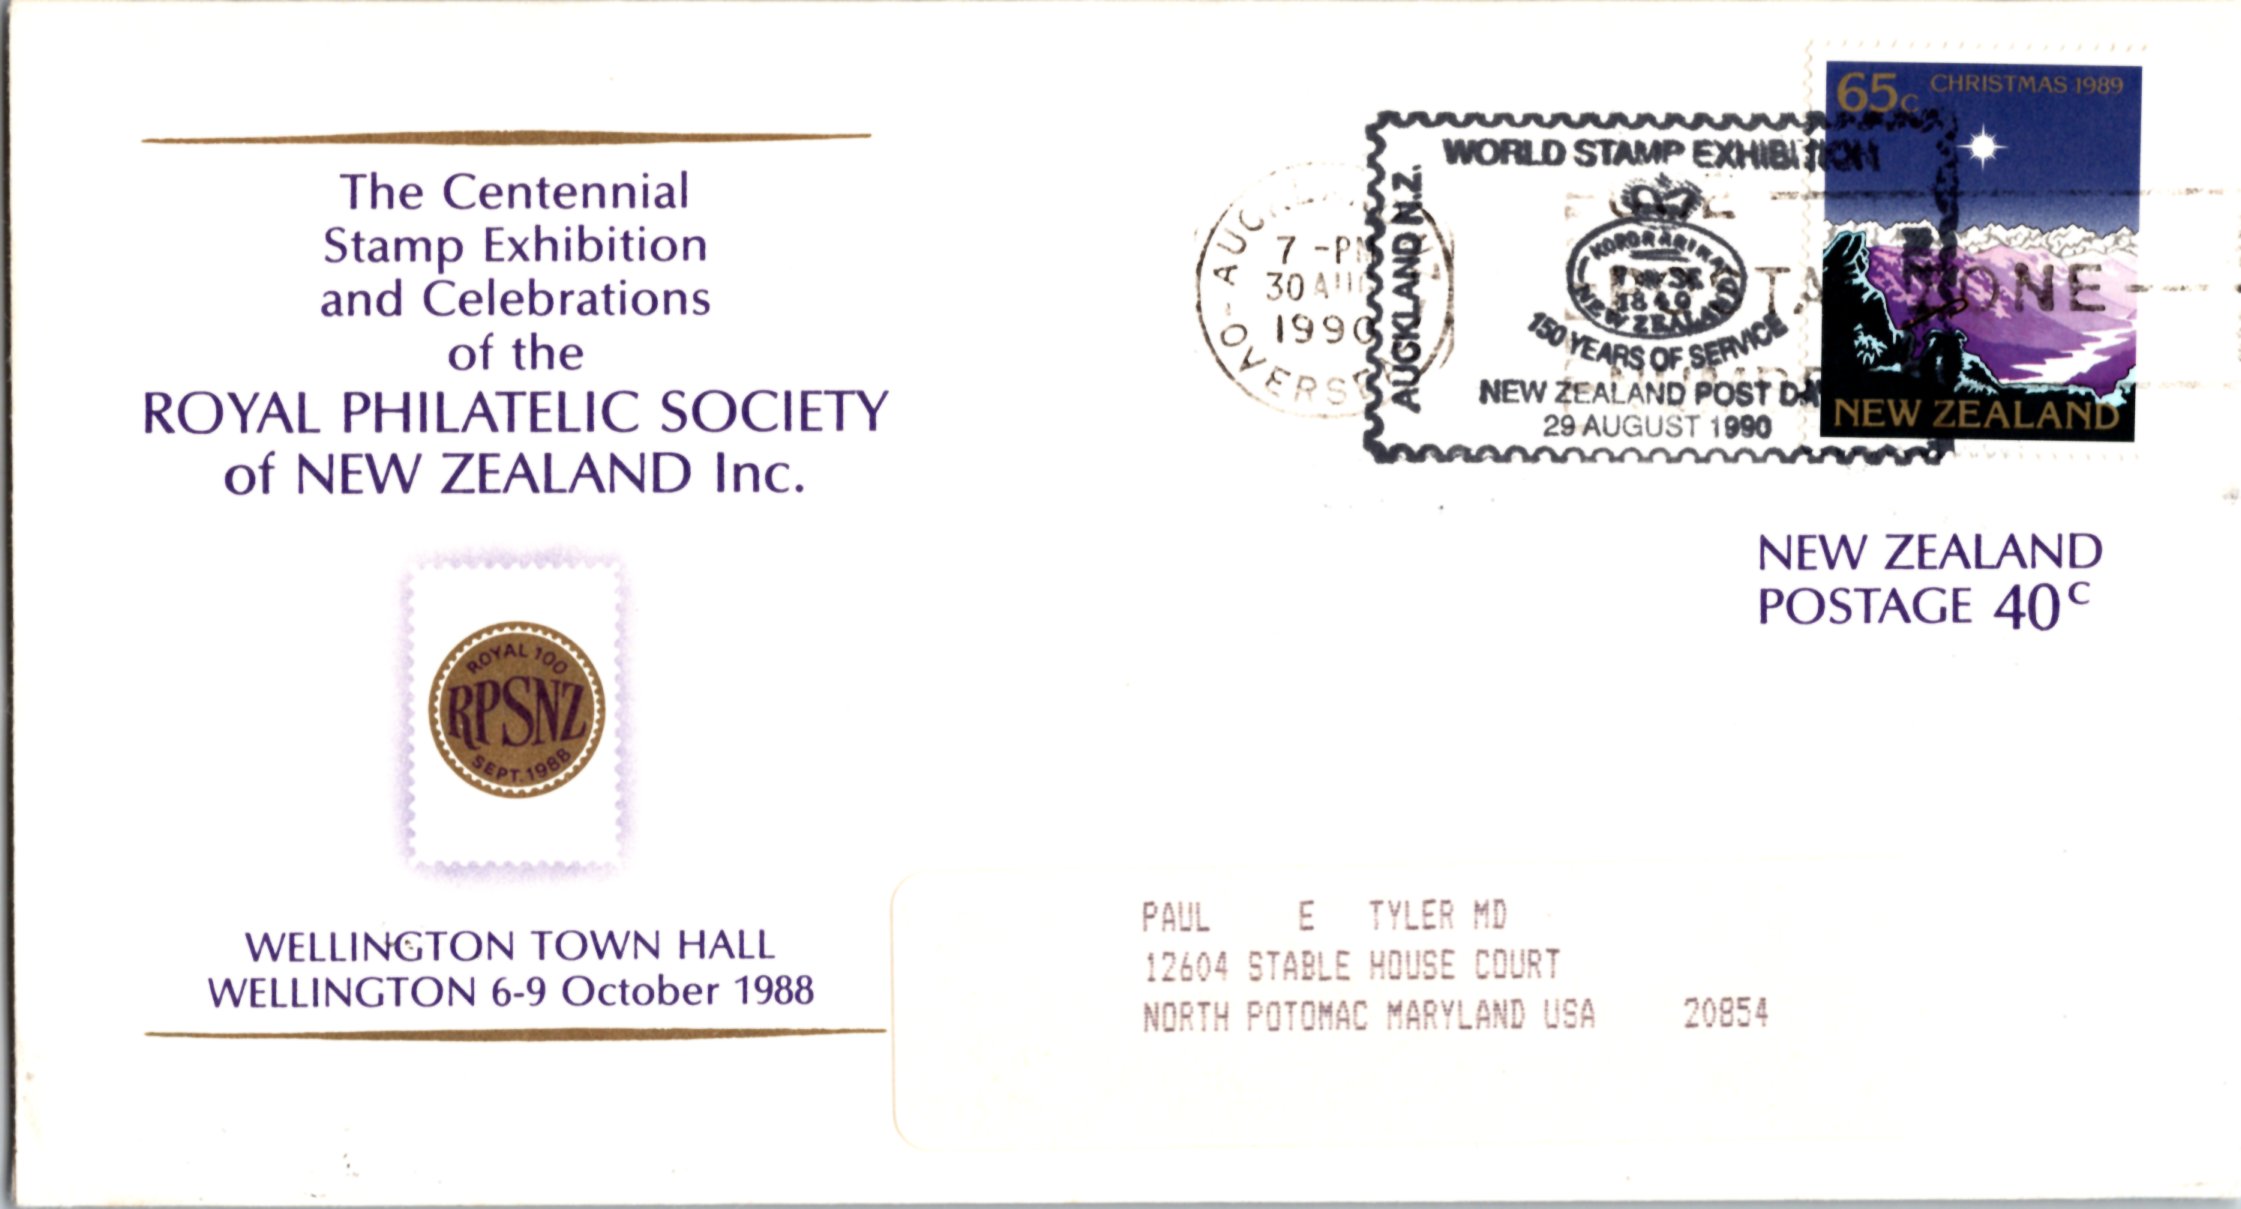 The Centennial
Stamp Exhibition
and Celebrations
of the
ROYAL PHILATELIC SOCIETY
of NEW ZEALAND Inc.
ROYAL 100
RPSNZ
SEPT. 1988
WELLINGTON TOWN HALL
WELLINGTON 6-9 October 1988
7-PM
30 AUG
1990
AUCKLAND N.Z.
WORLD STAMP EXHIBITION
KORORARIKA
1840
NEW ZEALAND
150 YEARS OF SERVICE
NEW ZEALAND POST DAY
29 AUGUST 1990
65c CHRISTMAS 1989
NEW ZEALAND
NEW ZEALAND
POSTAGE 40c
PAUL E TYLER MD
12604 STABLE HOUSE COURT
NORTH POTOMAC MARYLAND USA 20854